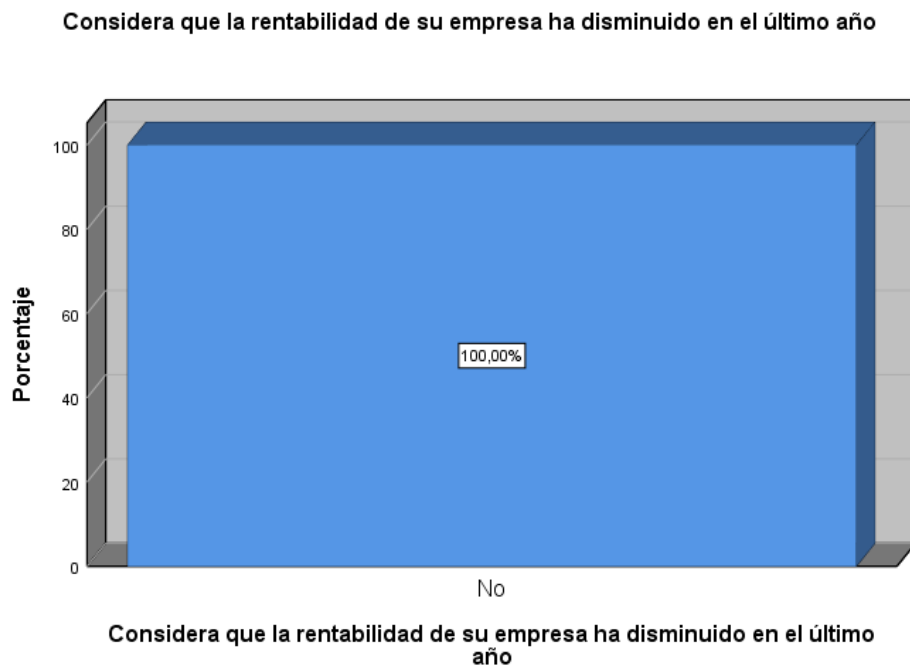 Considera que la rentabilidad de su empresa ha disminuido en el último año
100
80
60
40
20
0
Porcentaje
100,00%
No
Considera que la rentabilidad de su empresa ha disminuido en el último
año